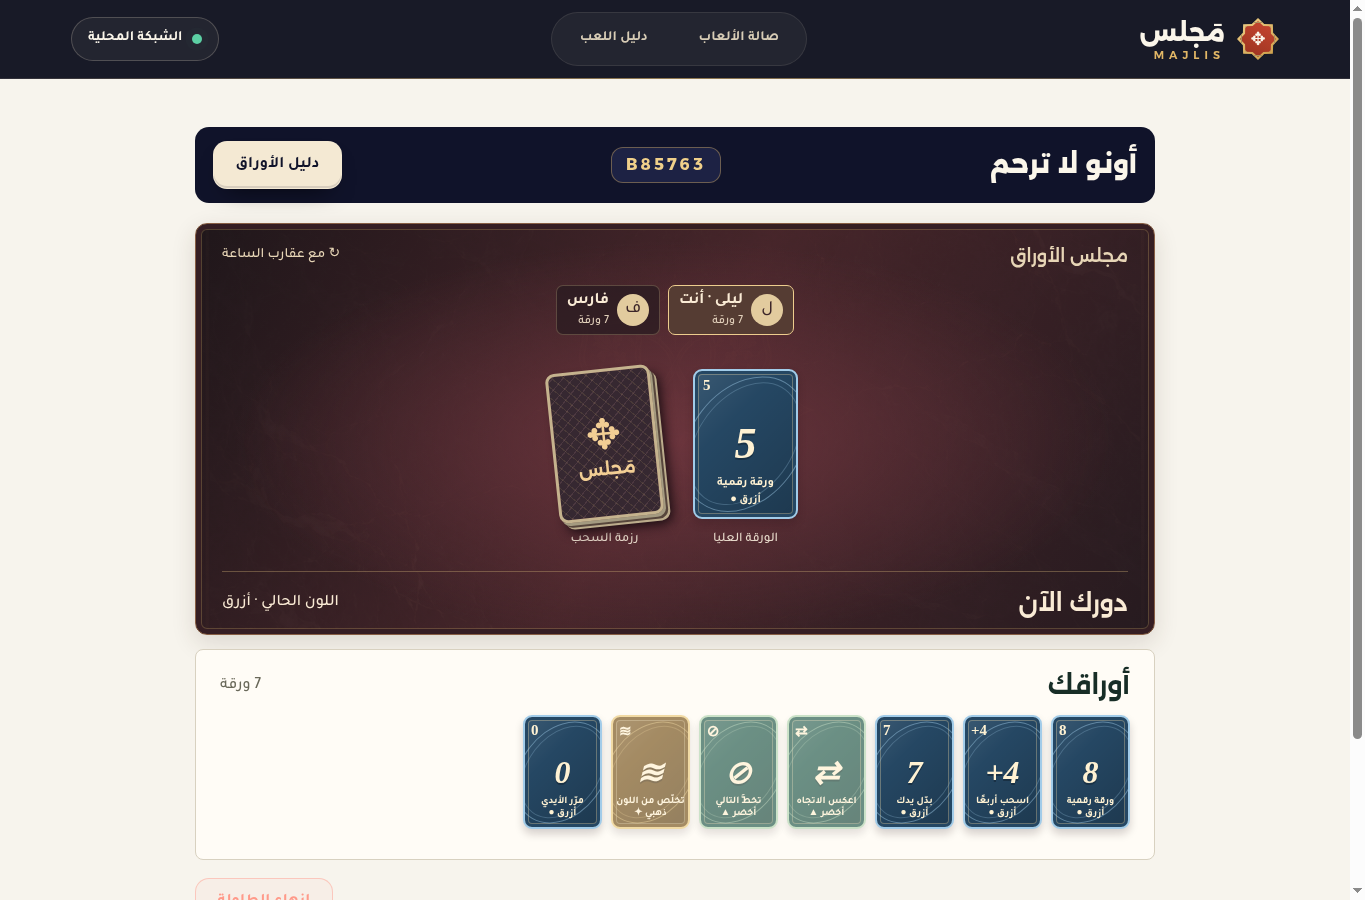 مَجلس
MAJLIS
صالة الألعاب
دليل اللعب
الشبكة المحلية
أونو لا ترحم
B85763
دليل الأوراق
مجلس الأوراق
↻ مع عقارب الساعة
ل
ليلى · أنت
7 ورقة
ف
فارس
7 ورقة
5
5
ورقة رقمية
أزرق ●
الورقة العليا
مَجلس
رزمة السحب
دورك الآن
اللون الحالي · أزرق
أوراقك
7 ورقة
8
8
ورقة رقمية
أزرق ●
+4
+4
اسحب أربعًا
أزرق ●
7
7
بدّل يدك
أزرق ●
⇄
⇄
اعكس الاتجاه
أخضر ▲
⊘
⊘
تخطَّ التالي
أخضر ▲
≋
≋
تخلّص من اللون
ذهبي ✦
0
0
مرّر الأيدي
أزرق ●
إنهاء الطاولة